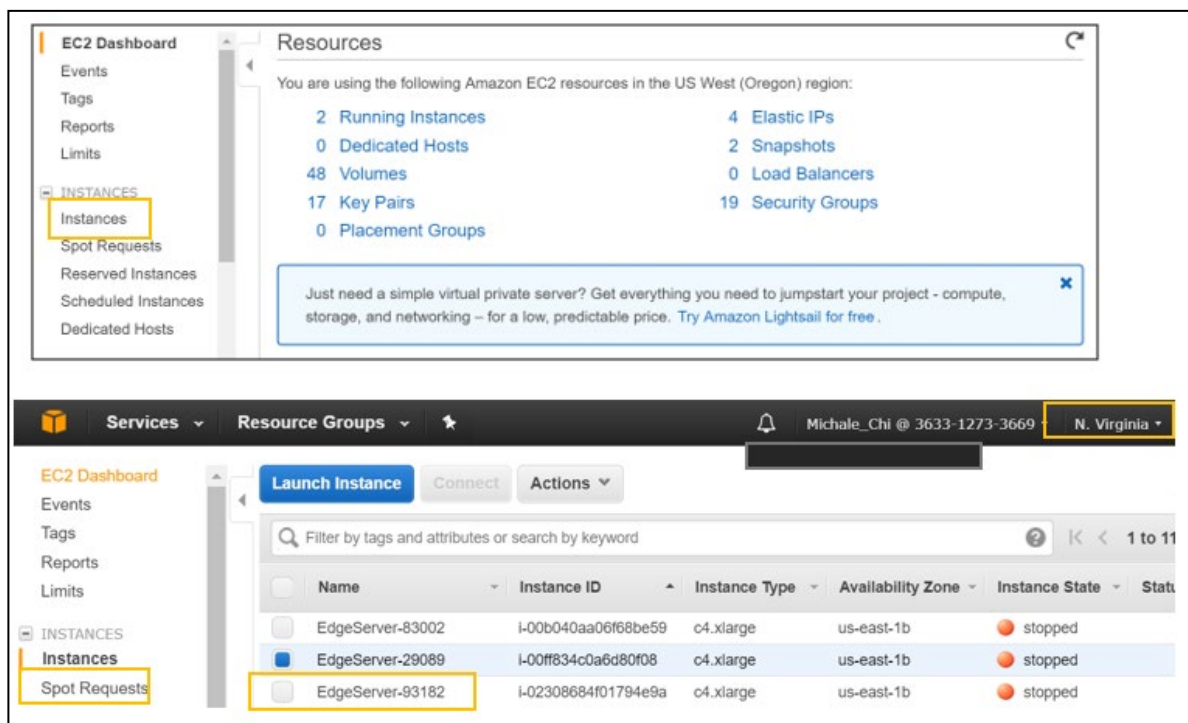 EC2 Dashboard
Events
Tags
Reports
Limits
INSTANCES
Instances
Spot Requests
Reserved Instances
Scheduled Instances
Dedicated Hosts
Resources
You are using the following Amazon EC2 resources in the US West (Oregon) region:
2 Running Instances 4 Elastic IPs
0 Dedicated Hosts 2 Snapshots
48 Volumes 0 Load Balancers
17 Key Pairs 19 Security Groups
0 Placement Groups
Just need a simple virtual private server? Get everything you need to jumpstart your project - compute,
storage, and networking – for a low, predictable price. Try Amazon Lightsail for free .
Services Resource Groups Michale_Chi @ 3633-1273-3669 N. Virginia
EC2 Dashboard
Events
Tags
Reports
Limits
INSTANCES
Instances
Spot Requests
Launch Instance Connect Actions
Filter by tags and attributes or search by keyword 1 to 11
Name Instance ID Instance Type Availability Zone Instance State Statu
EdgeServer-83002 i-00b040aa06f68be59 c4.xlarge us-east-1b stopped
EdgeServer-29089 i-00ff834c0a6d80f08 c4.xlarge us-east-1b stopped
EdgeServer-93182 i-02308684f01794e9a c4.xlarge us-east-1b stopped